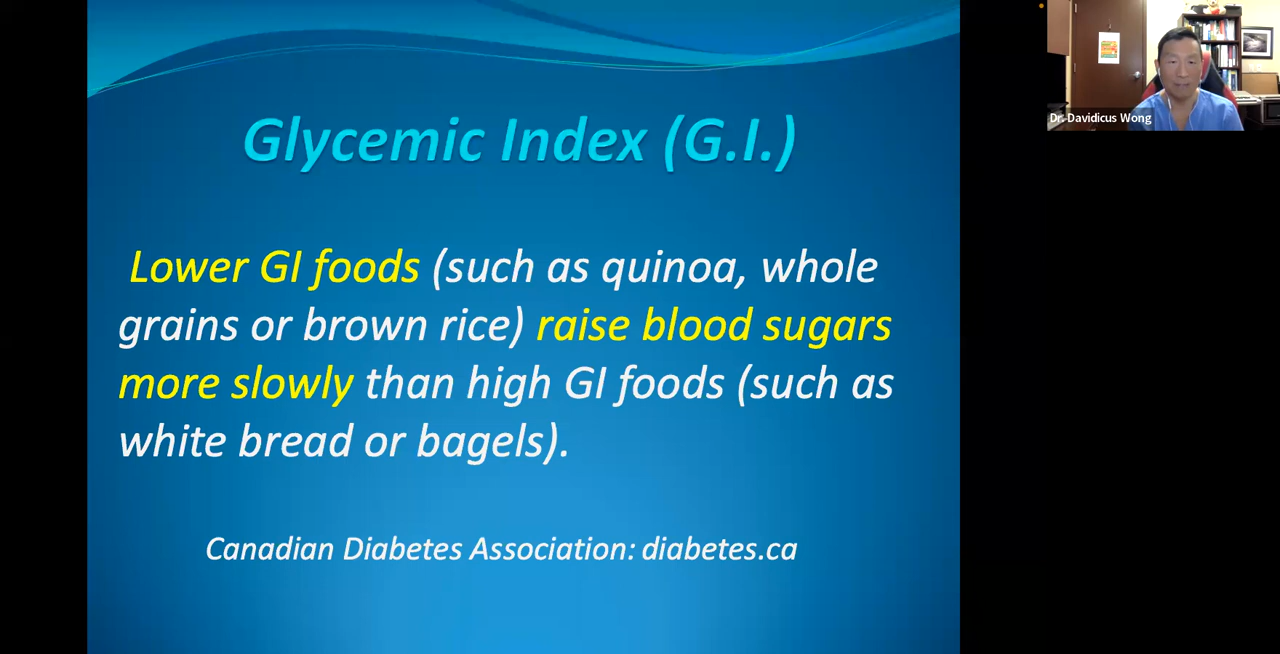 Glycemic Index (G.I.)
Lower GI foods (such as quinoa, whole
grains or brown rice) raise blood sugars
more slowly than high GI foods (such as
white bread or bagels).
Canadian Diabetes Association: diabetes.ca
Dr. Davidicus Wong